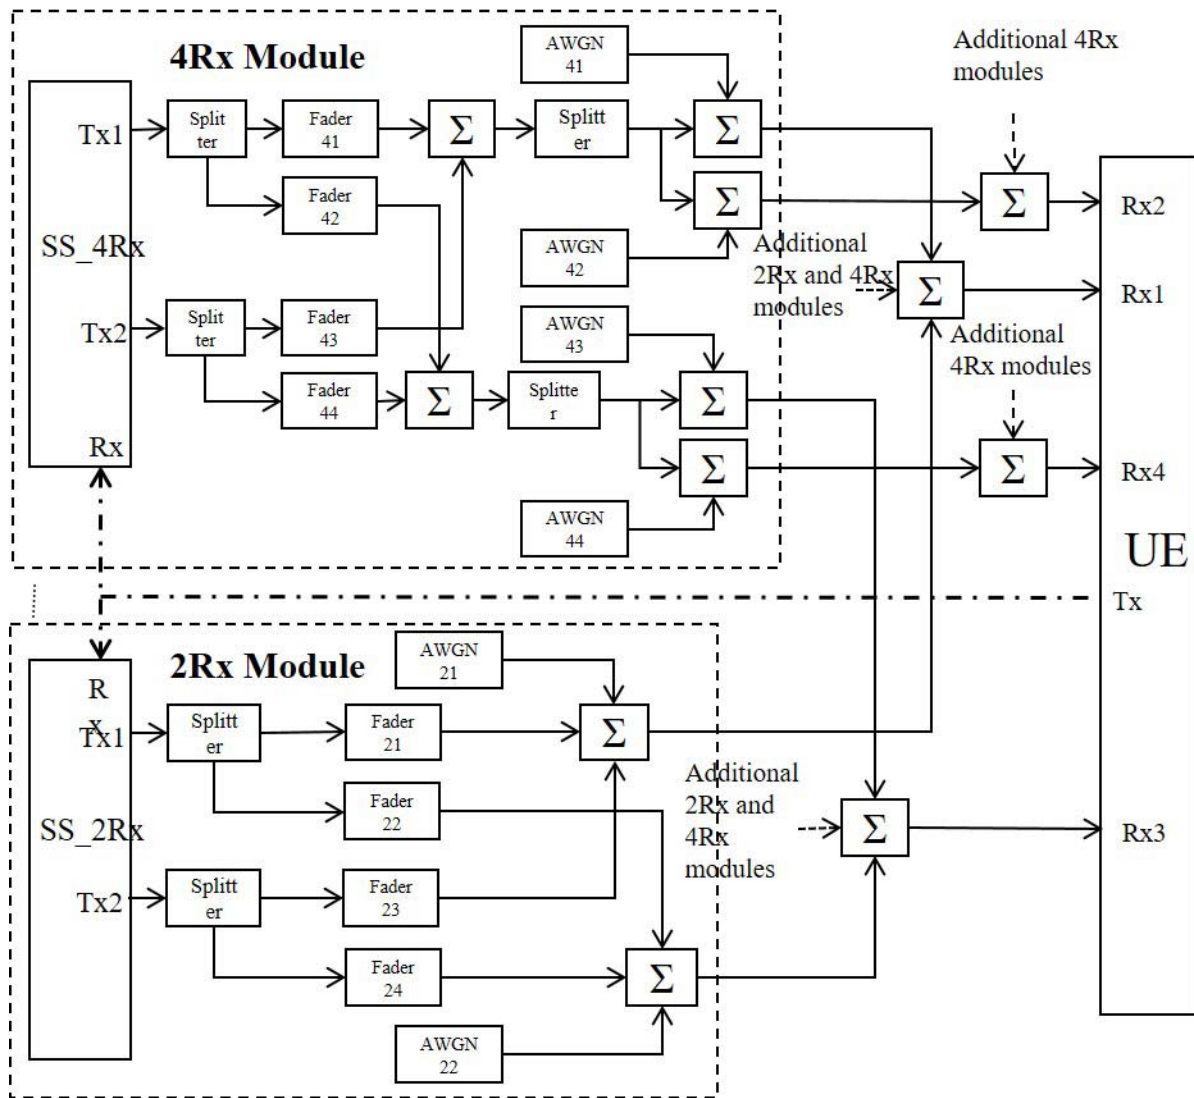 4Rx Module
AWGN
41
Additional 4Rx
modules
Tx1
Split
ter
Fader
41
Σ
Splitt
er
Σ
Fader
42
Σ
Σ
Rx2
SS_4Rx
AWGN
42
Additional
2Rx and 4Rx
modules
Σ
Rx1
Tx2
Split
ter
Fader
43
AWGN
43
Additional
4Rx modules
Fader
44
Σ
Splitte
r
Σ
Rx
Σ
Σ
Rx4
AWGN
44
UE
Tx
2Rx Module
AWGN
21
R
x
Tx1
Splitt
er
Fader
21
Σ
Fader
22
Additional
2Rx and
4Rx
modules
SS_2Rx
Σ
Rx3
Tx2
Splitt
er
Fader
23
Fader
24
Σ
AWGN
22